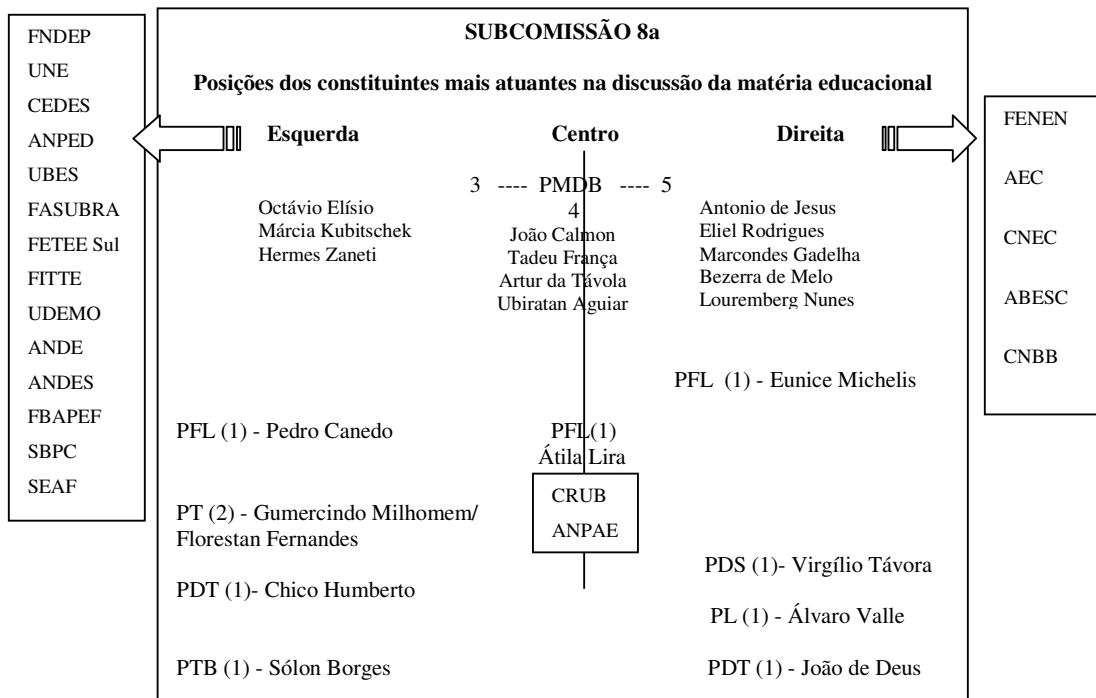 FNDEP
UNE
CEDES
ANPED
UBES
FASUBRA
FETEE Sul
FITTE
UDEMO
ANDE
ANDES
FBAPEF
SBPC
SEAF
SUBCOMISSÃO 8a
Posições dos constituintes mais atuantes na discussão da matéria educacional
Esquerda Centro Direita
3 ---- PMDB ---- 5
4
Octávio Elísio
Márcia Kubitschek
Hermes Zaneti
João Calmon
Tadeu França
Artur da Távola
Ubiratan Aguiar
Antonio de Jesus
Eliel Rodrigues
Marcondes Gadelha
Bezerra de Melo
Louremberg Nunes
PFL (1) - Eunice Michelis
PFL (1) - Pedro Canedo
PFL(1)
Átila Lira
CRUB
ANPAE
PT (2) - Gumercindo Milhomem/
Florestan Fernandes
PDS (1)- Virgílio Távora
PDT (1)- Chico Humberto
PL (1) - Álvaro Valle
PTB (1) - Sólon Borges
PDT (1) - João de Deus
FENEN
AEC
CNEC
ABESC
CNBB